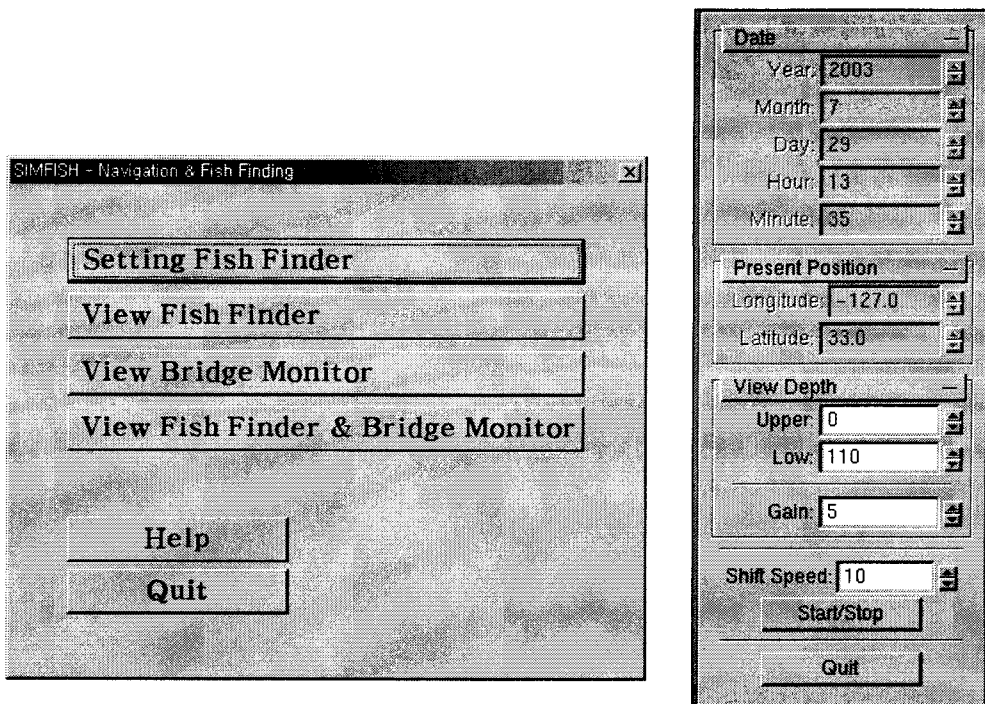 SIMFISH - Navigation & Fish Finding
Setting Fish Finder
View Fish Finder
View Bridge Monitor
View Fish Finder & Bridge Monitor
Help
Quit
Date
Year: 2003
Month: 7
Day: 29
Hour: 13
Minute: 35
Present Position
Longitude: -127.0
Latitude: 33.0
View Depth
Upper: 0
Low: 110
Gain: 5
Shift Speed: 10
Start/Stop
Quit